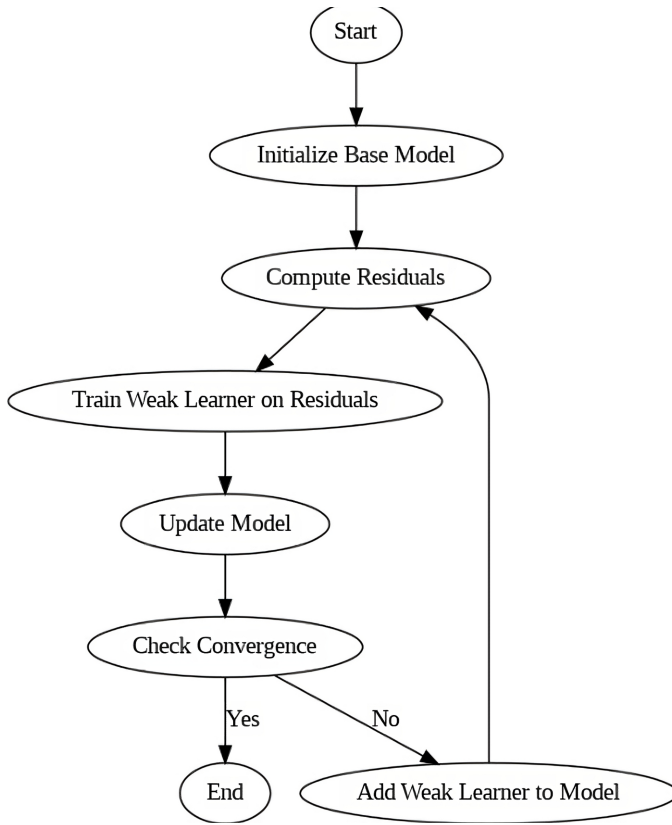 Start
Initialize Base Model
Compute Residuals
Train Weak Learner on Residuals
Update Model
Check Convergence
Yes
No
End
Add Weak Learner to Model